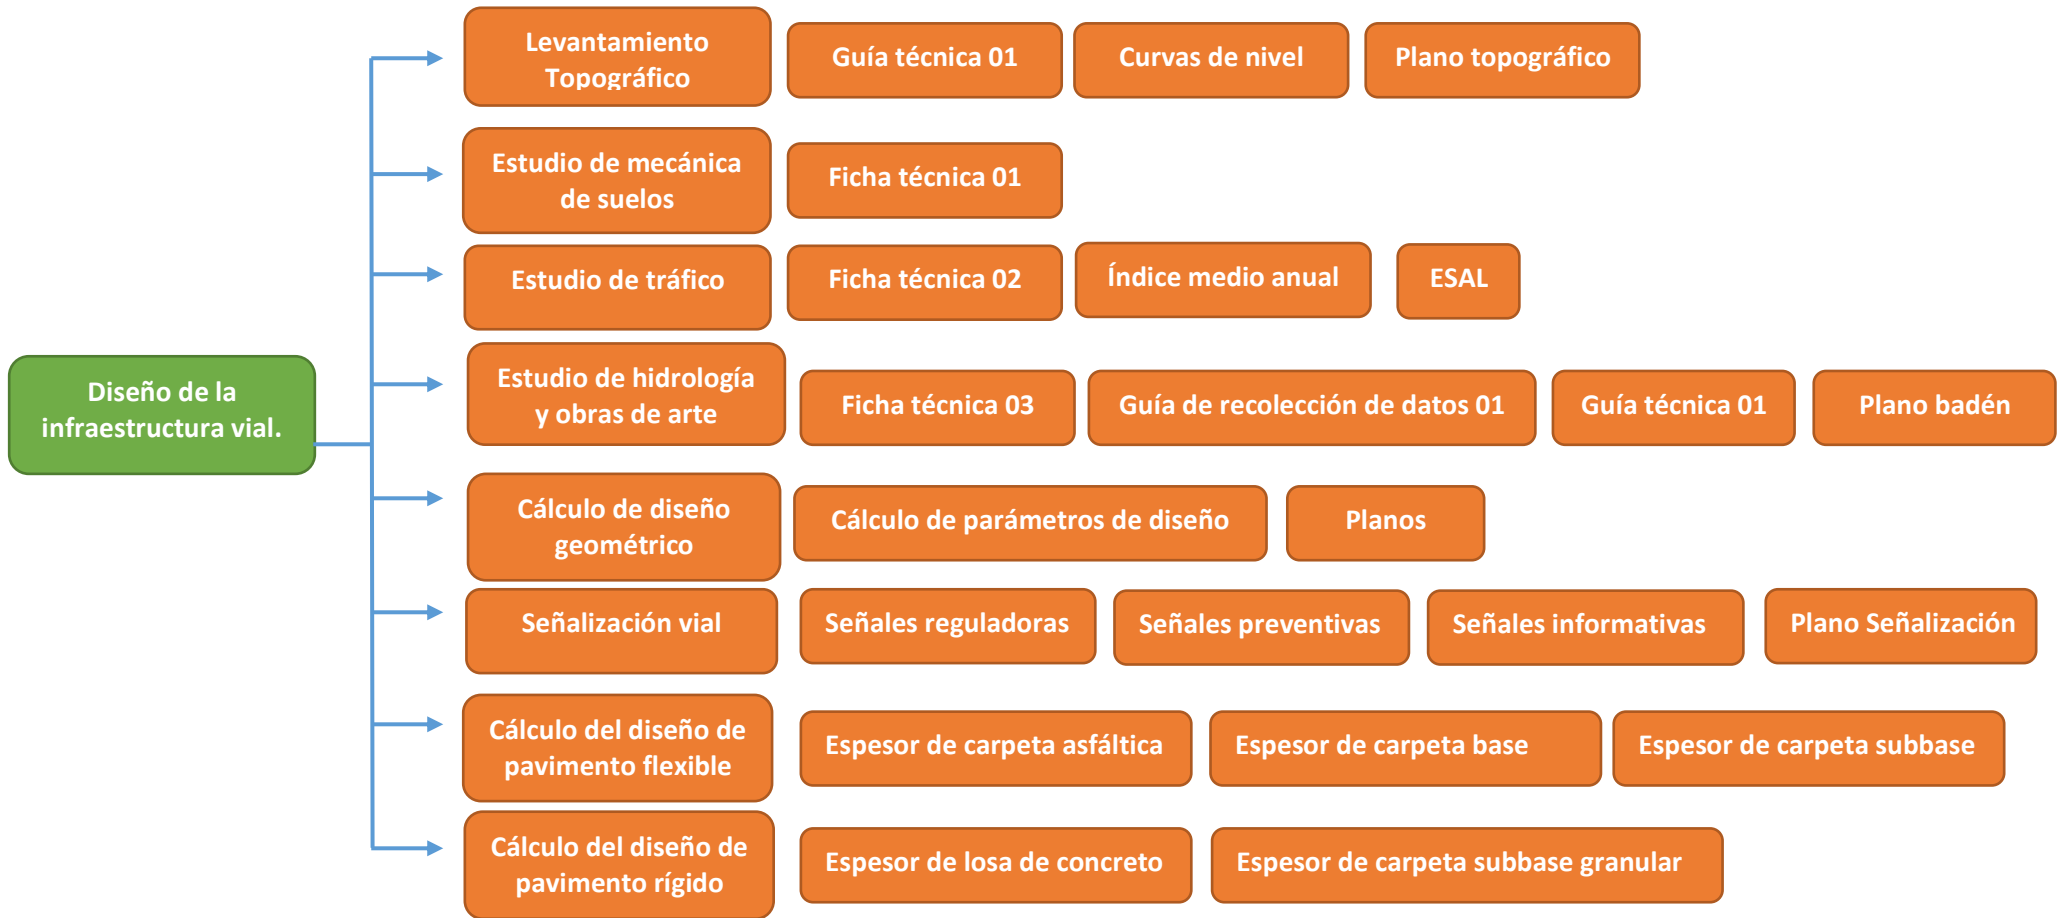 Levantamiento
Topográfico
Guía técnica 01
Curvas de nivel
Plano topográfico
Estudio de mecánica
de suelos
Ficha técnica 01
Estudio de tráfico
Ficha técnica 02
Índice medio anual
ESAL
Diseño de la
infraestructura vial.
Estudio de hidrología
y obras de arte
Ficha técnica 03
Guía de recolección de datos 01
Guía técnica 01
Plano badén
Cálculo de diseño
geométrico
Cálculo de parámetros de diseño
Planos
Señalización vial
Señales reguladoras
Señales preventivas
Señales informativas
Plano Señalización
Cálculo del diseño de
pavimento flexible
Espesor de carpeta asfáltica
Espesor de carpeta base
Espesor de carpeta subbase
Cálculo del diseño de
pavimento rígido
Espesor de losa de concreto
Espesor de carpeta subbase granular